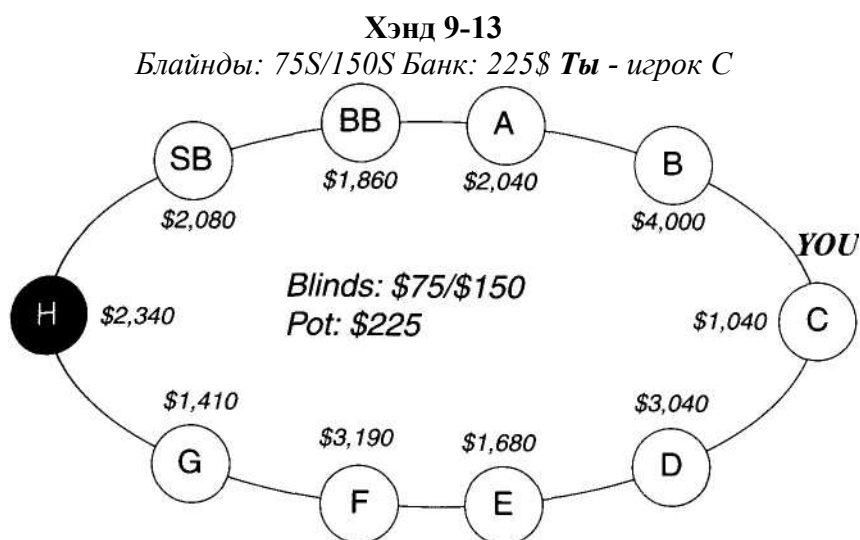 Хэнд 9-13
Блайнды: 75S/150S Банк: 225$ Ты - игрок С
BB
A
SB
B
$1,860
$2,040
$2,080
$4,000
YOU
Blinds: $75/$150
H
$2,340
$1,040
C
Pot: $225
$1,410
$3,040
$3,190
$1,680
G
D
F
E